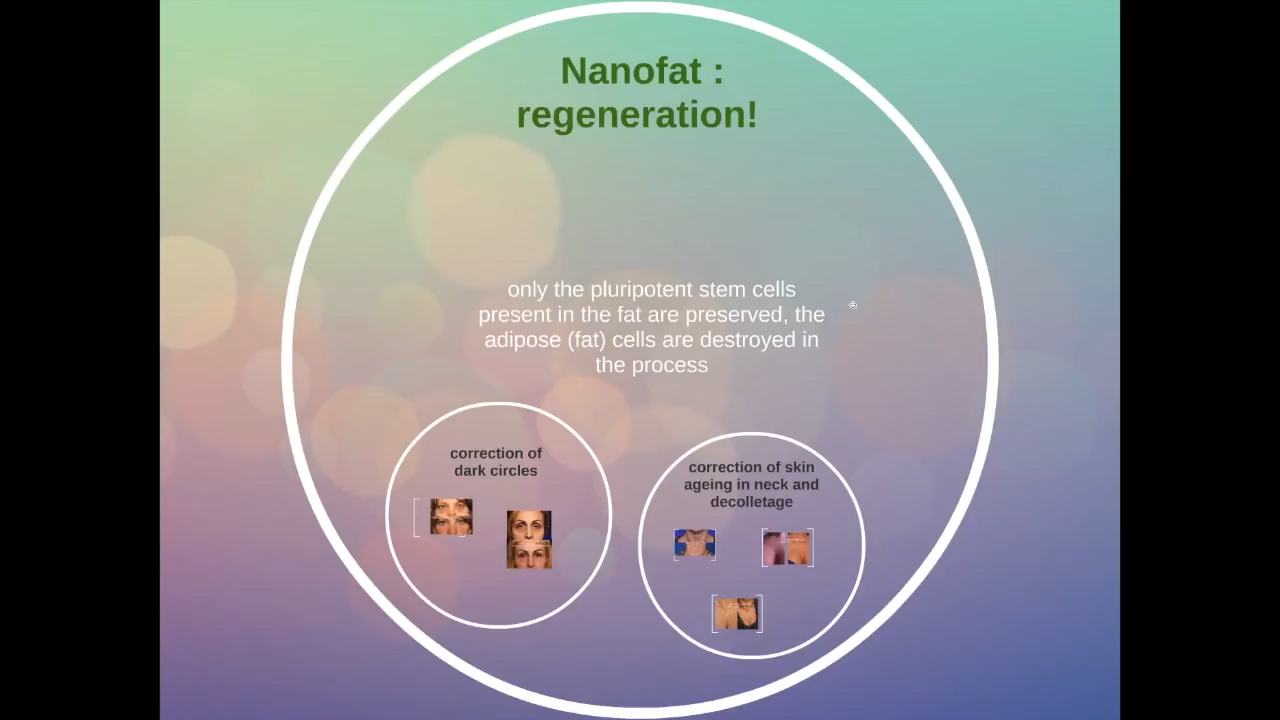 Nanofat :
regeneration!
only the pluripotent stem cells
present in the fat are preserved, the
adipose (fat) cells are destroyed in
the process
correction of
dark circles
correction of skin
ageing in neck and
decolletage